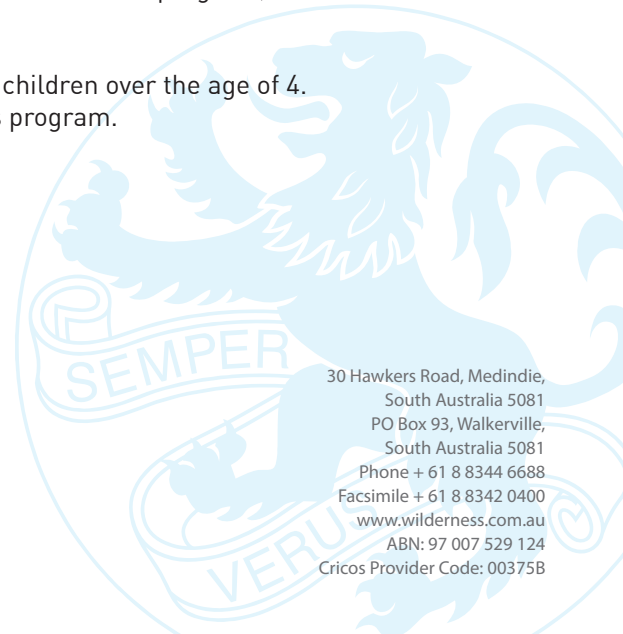 children over the age of 4.
program.
SEMPER
30 Hawkers Road, Medindie,
South Australia 5081
PO Box 93, Walkerville,
South Australia 5081
Phone + 61 8 8344 6688
Facsimile + 61 8 8342 0400
www.wilderness.com.au
ABN: 97 007 529 124
Cricos Provider Code: 00375B
VERUS